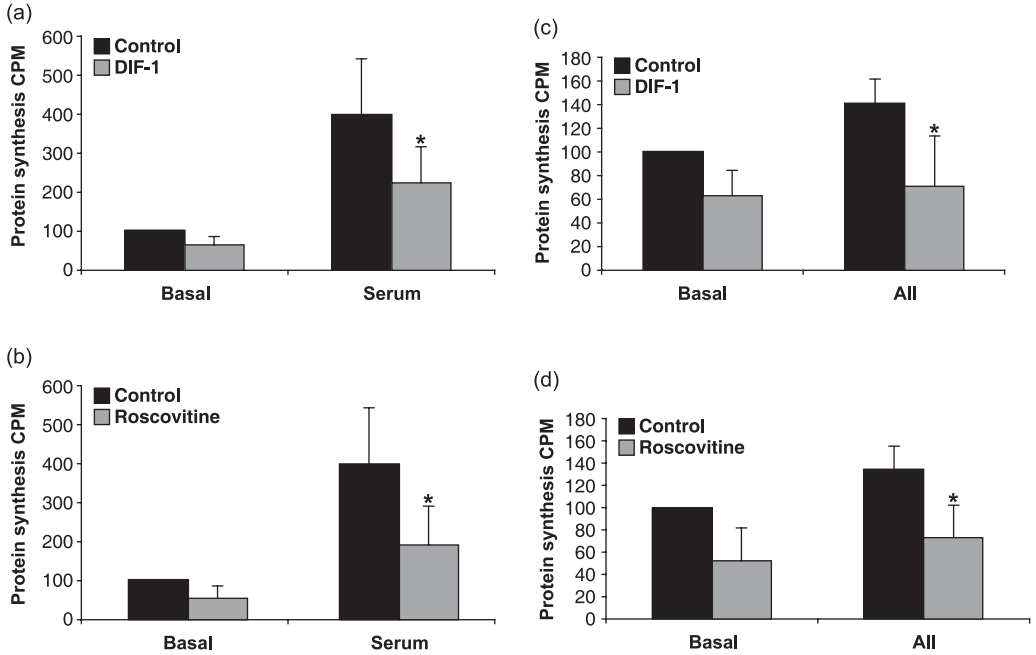 (a)
Protein synthesis CPM
600
500
400
300
200
100
0
Control
DIF-1
*
Basal
Serum
(c)
Protein synthesis CPM
180
160
140
120
100
80
60
40
20
0
Control
DIF-1
*
Basal
AII
(b)
Protein synthesis CPM
600
500
400
300
200
100
0
Control
Roscovitine
*
Basal
Serum
(d)
Protein synthesis CPM
180
160
140
120
100
80
60
40
20
0
Control
Roscovitine
*
Basal
AII